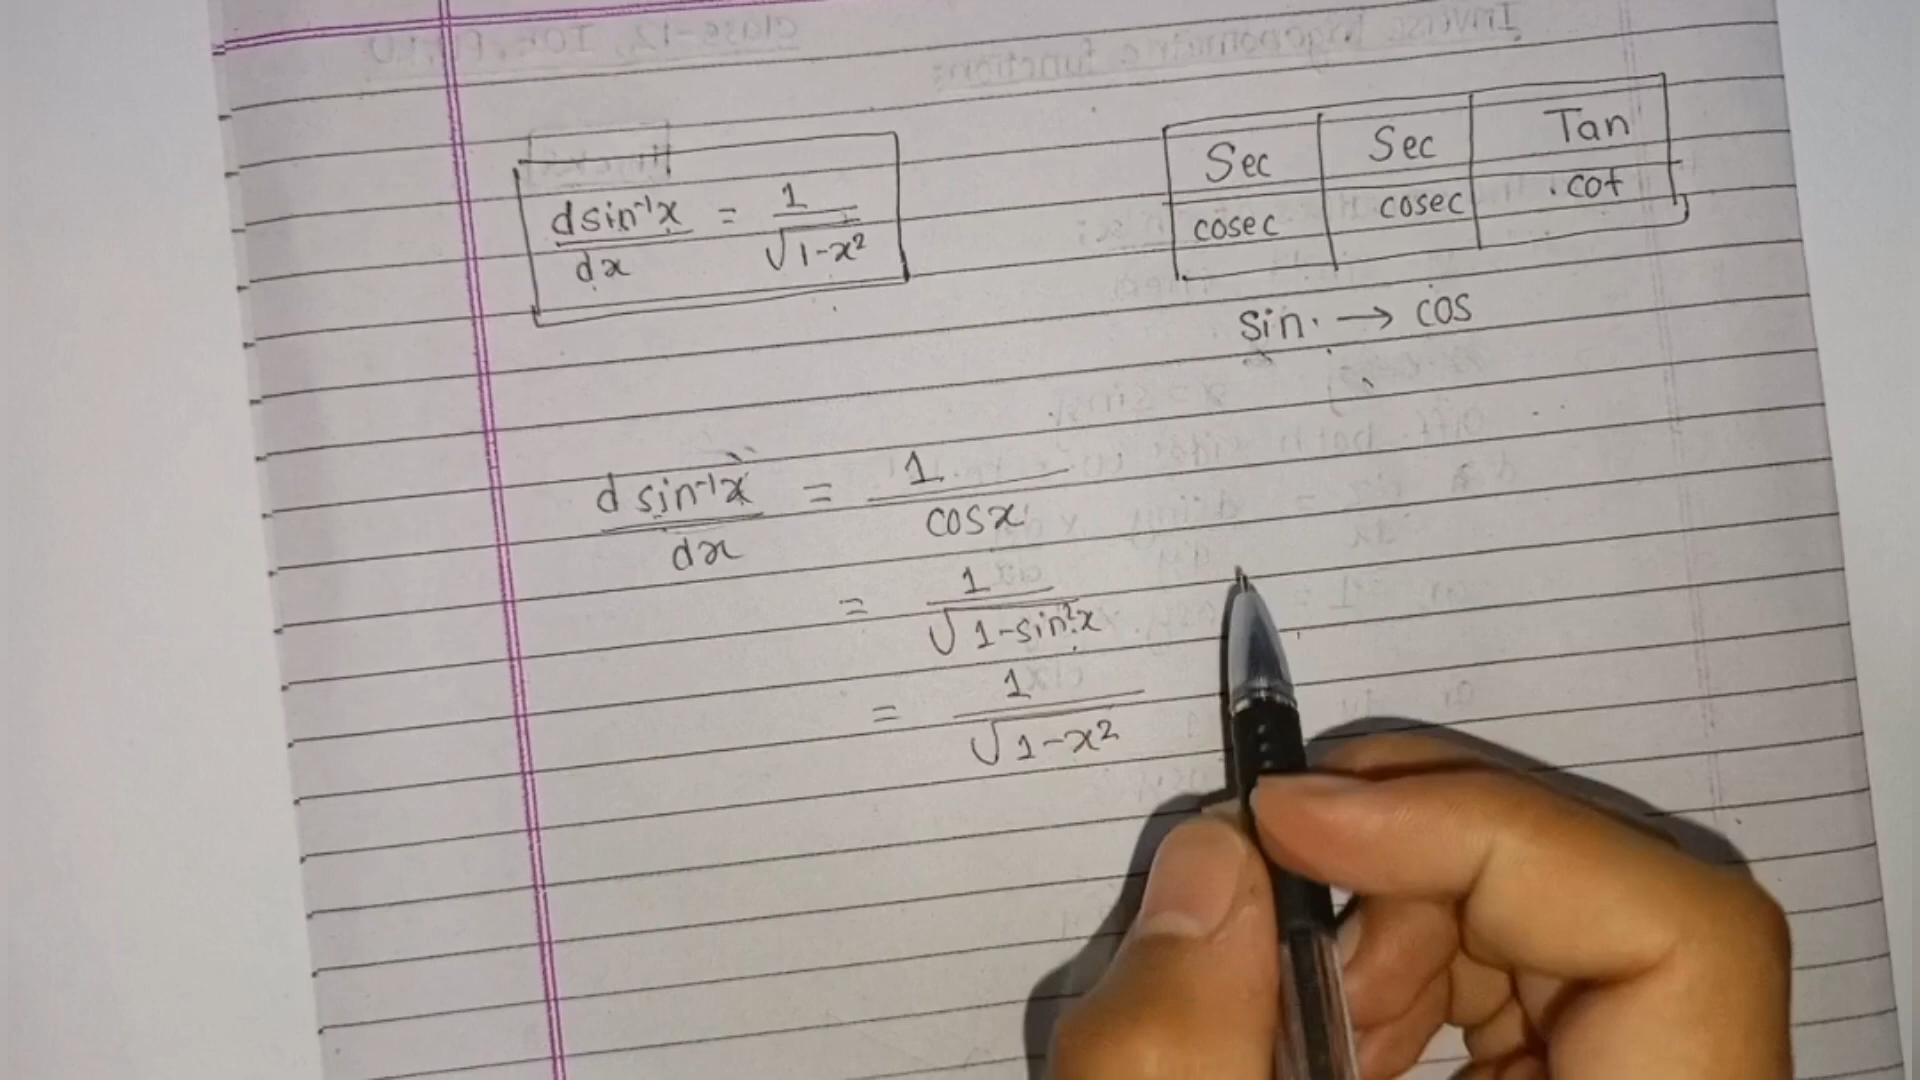 d sin⁻¹x / dx = 1 / √1-x²
Sec Sec Tan
cosec cosec cot
sin → cos
d sin⁻¹x / dx = 1 / cosx
= 1 / √1-sin²x
= 1 / √1-x²